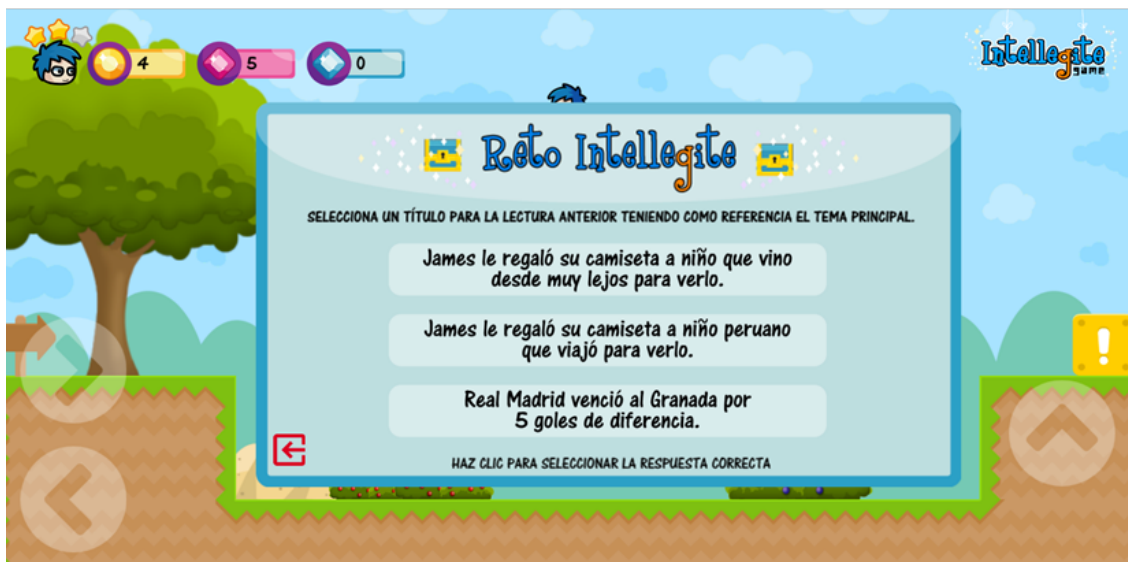 4 5 0
Intellegite
game
Reto Intellegite
SELECCIONA UN TÍTULO PARA LA LECTURA ANTERIOR TENIENDO COMO REFERENCIA EL TEMA PRINCIPAL.
James le regaló su camiseta a niño que vino
desde muy lejos para verlo.
James le regaló su camiseta a niño peruano
que viajó para verlo.
Real Madrid venció al Granada por
5 goles de diferencia.
HAZ CLIC PARA SELECCIONAR LA RESPUESTA CORRECTA
!